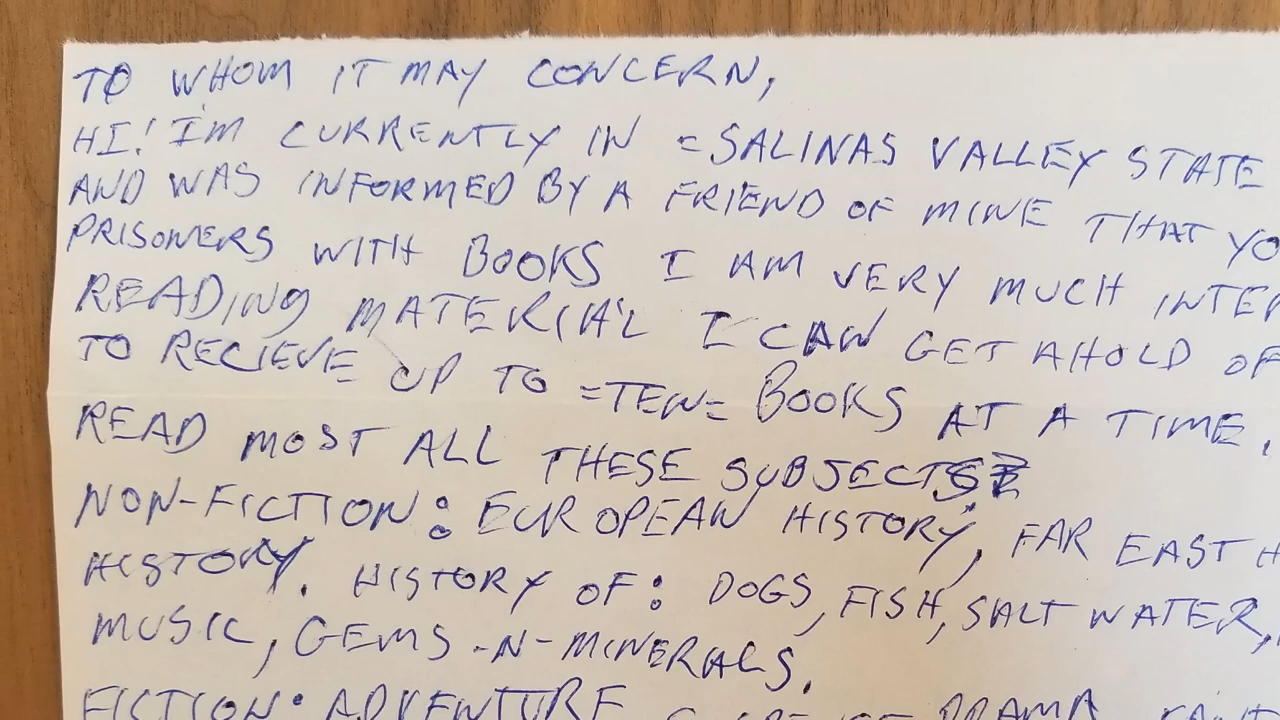 TO WHOM IT MAY CONCERN,
HI! I'M CURRENTLY IN =SALINAS VALLEY STATE
AND WAS INFORMED BY A FRIEND OF MINE THAT YO
PRISONERS WITH BOOKS I AM VERY MUCH INTER
READING MATERIAL I CAN GET AHOLD OF
TO RECIEVE UP TO =TEN= BOOKS AT A TIME.
READ MOST ALL THESE SUBJECTS
NON-FICTION: EUROPEAN HISTORY, FAR EAST H
HISTORY. HISTORY OF: DOGS, FISH, SALT WATER,
MUSIC, GEMS-N-MINERALS.
FICTION: ADVENTURE DRAMA